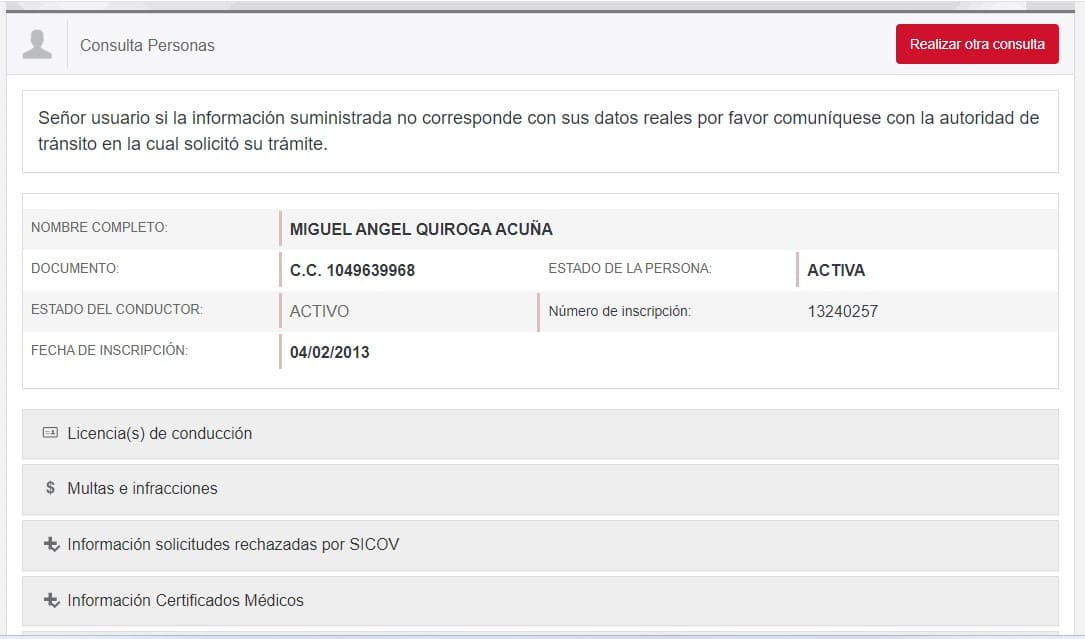 Consulta Personas
Realizar otra consulta
Señor usuario si la información suministrada no corresponde con sus datos reales por favor comuníquese con la autoridad de
tránsito en la cual solicitó su trámite.
NOMBRE COMPLETO: MIGUEL ANGEL QUIROGA ACUÑA
DOCUMENTO: C.C. 1049639968 ESTADO DE LA PERSONA: ACTIVA
ESTADO DEL CONDUCTOR: ACTIVO Número de inscripción: 13240257
FECHA DE INSCRIPCIÓN: 04/02/2013
Licencia(s) de conducción
$ Multas e infracciones
Información solicitudes rechazadas por SICOV
Información Certificados Médicos